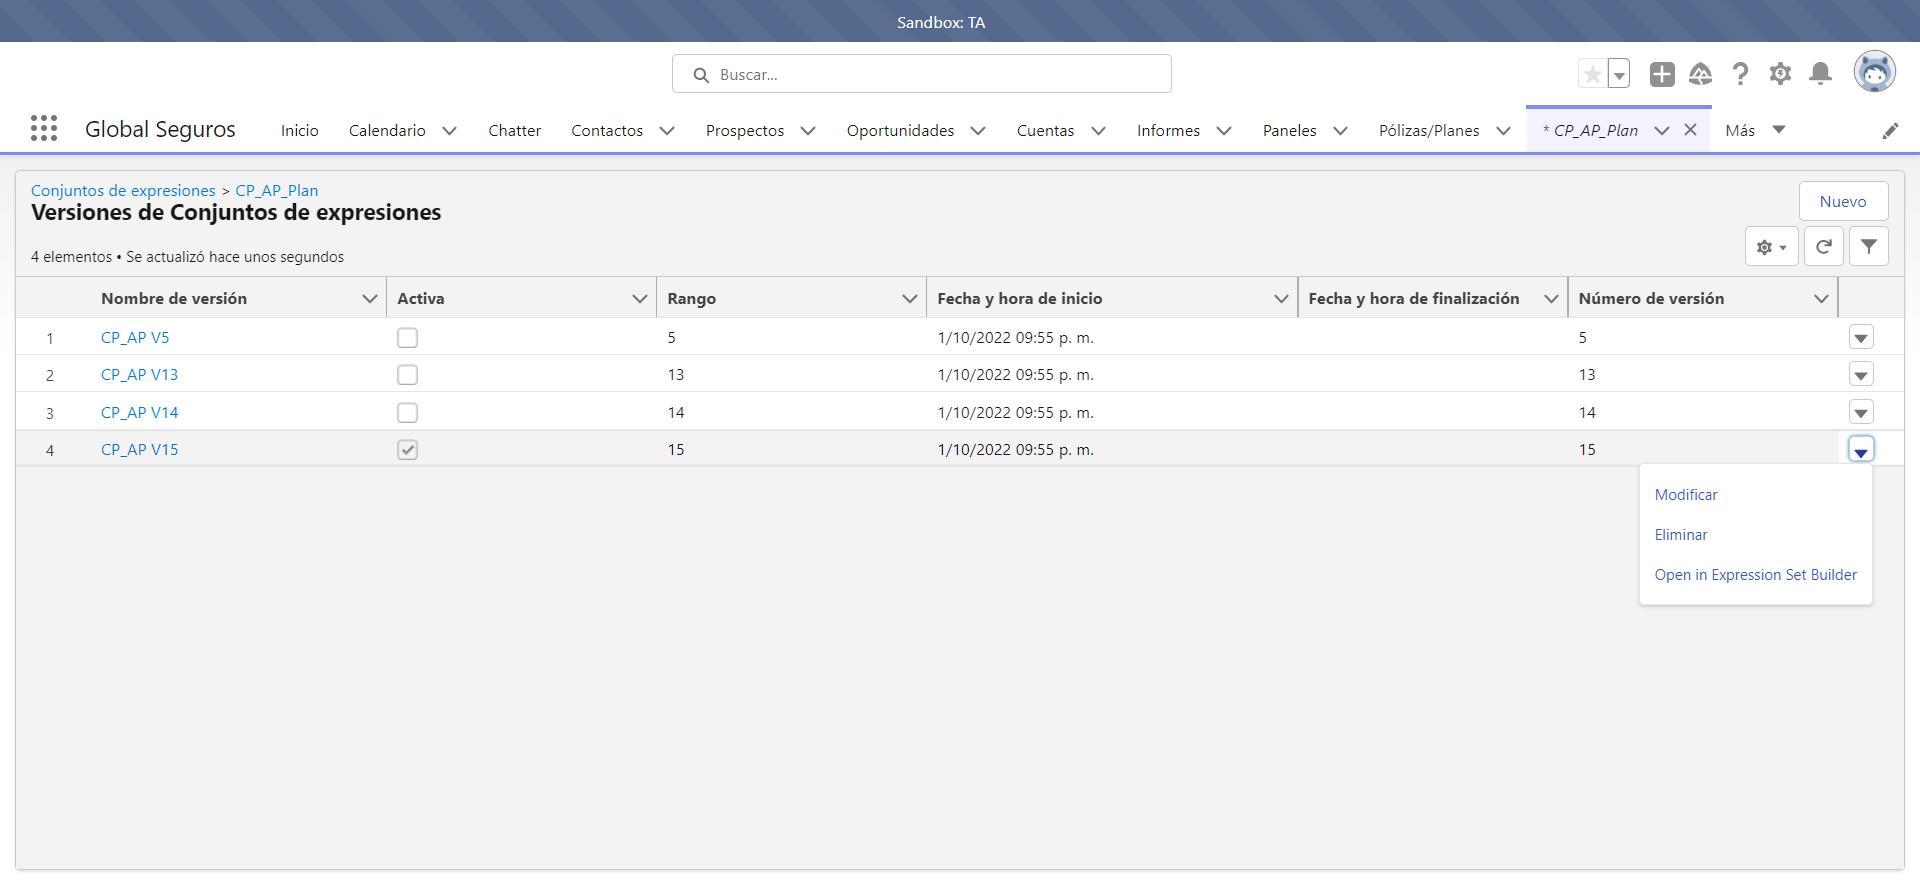 Sandbox: TA
Buscar...
Global Seguros
Inicio
Calendario
Chatter
Contactos
Prospectos
Oportunidades
Cuentas
Informes
Paneles
Pólizas/Planes
* CP_AP_Plan
Más
Conjuntos de expresiones > CP_AP_Plan
Versiones de Conjuntos de expresiones
Nuevo
4 elementos • Se actualizó hace unos segundos
Nombre de versión Activa Rango Fecha y hora de inicio Fecha y hora de finalización Número de versión
1 CP_AP V5 5 1/10/2022 09:55 p. m. 5
2 CP_AP V13 13 1/10/2022 09:55 p. m. 13
3 CP_AP V14 14 1/10/2022 09:55 p. m. 14
4 CP_AP V15 15 1/10/2022 09:55 p. m. 15
Modificar
Eliminar
Open in Expression Set Builder